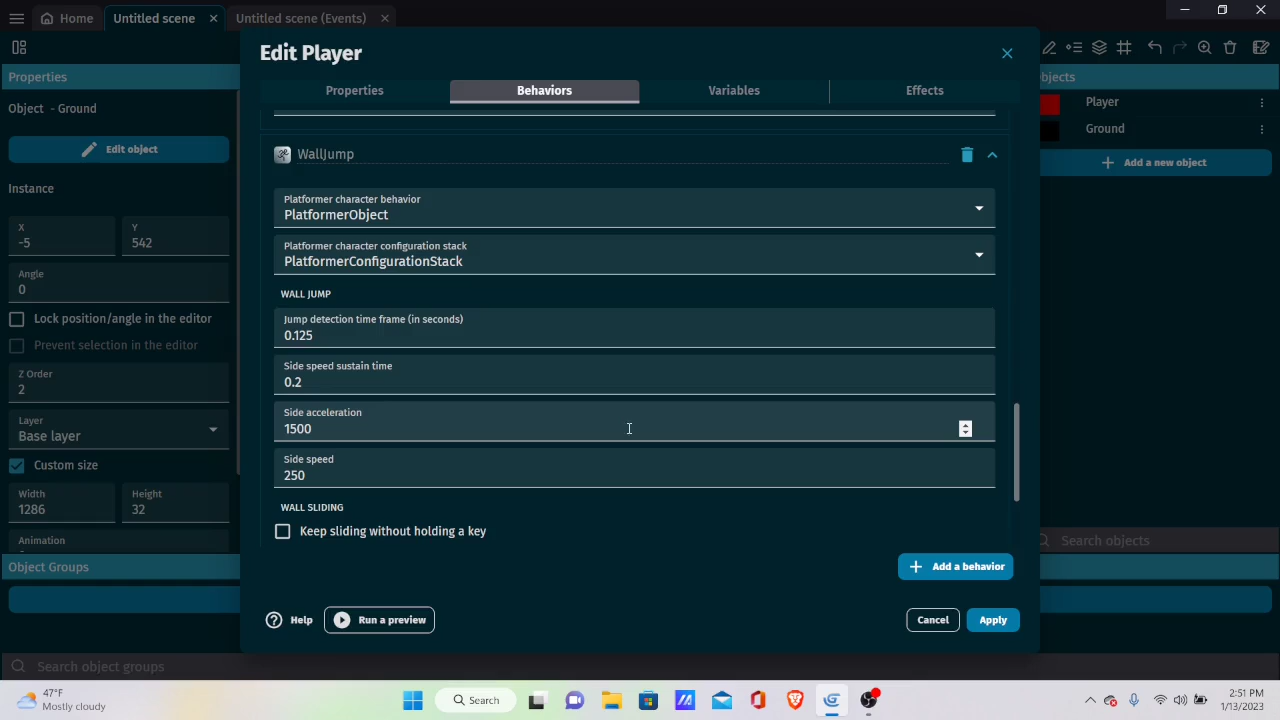 Home
Untitled scene
Untitled scene (Events)
Properties
Object - Ground
Edit object
Instance
X
-5
Y
542
Angle
0
Lock position/angle in the editor
Prevent selection in the editor
Z Order
2
Layer
Base layer
Custom size
Width
1286
Height
32
Animation
Object Groups
Search object groups
Edit Player
Properties
Behaviors
Variables
Effects
WallJump
Platformer character behavior
PlatformerObject
Platformer character configuration stack
PlatformerConfigurationStack
WALL JUMP
Jump detection time frame (in seconds)
0.125
Side speed sustain time
0.2
Side acceleration
1500
Side speed
250
WALL SLIDING
Keep sliding without holding a key
Add a behavior
Help
Run a preview
Cancel
Apply
bjects
Player
Ground
Add a new object
Search objects
47°F
Mostly cloudy
Search
2:51 PM
1/13/2023